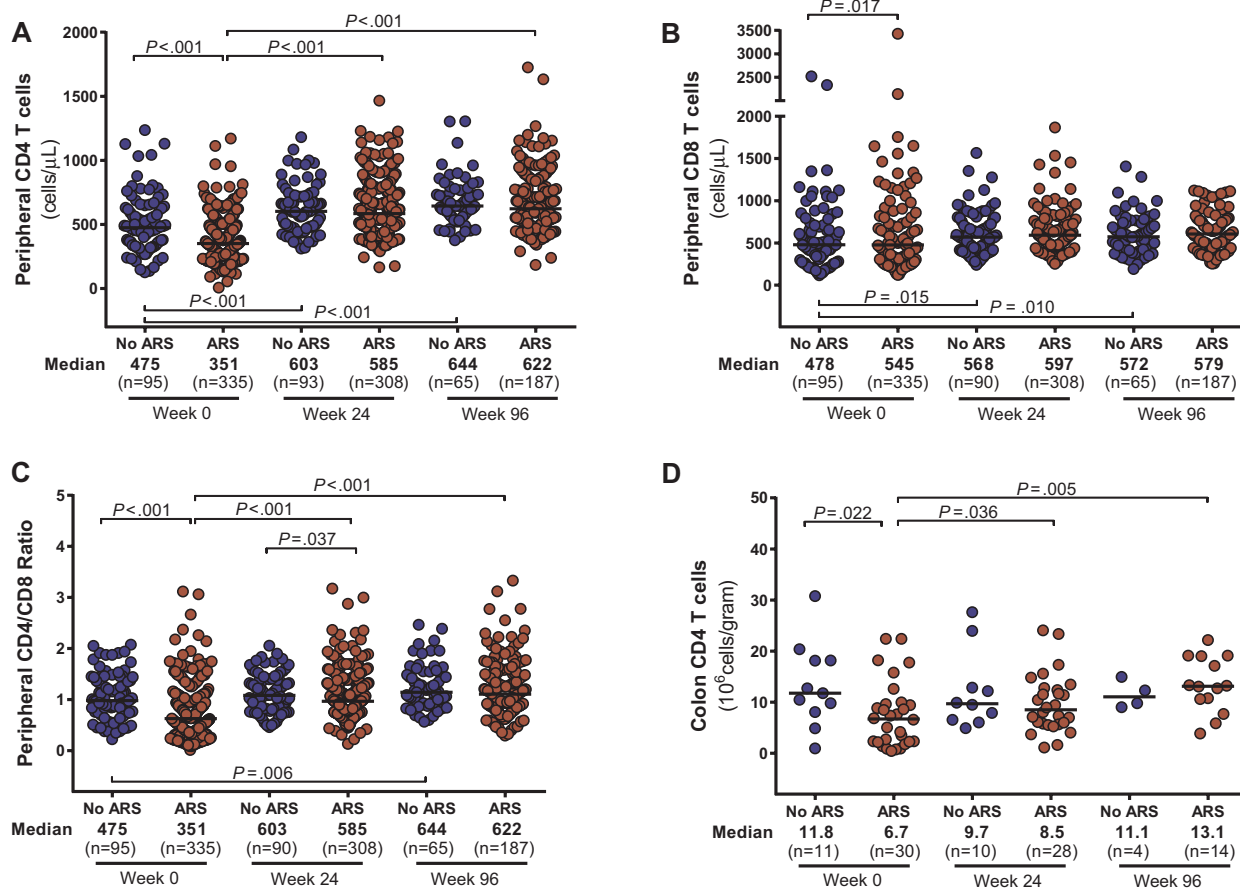 A
Peripheral CD4 T cells
(cells/μL)
2000
1500
1000
500
0
P<.001
P<.001
P<.001
P<.001
P<.001
No ARS ARS No ARS ARS No ARS ARS
Median 475 351 603 585 644 622
(n=95) (n=335) (n=93) (n=308) (n=65) (n=187)
Week 0 Week 24 Week 96
B
Peripheral CD8 T cells
(cells/μL)
3500
3000
2500
2000
1500
1000
500
0
P=.017
P=.015
P=.010
No ARS ARS No ARS ARS No ARS ARS
Median 478 545 568 597 572 579
(n=95) (n=335) (n=90) (n=308) (n=65) (n=187)
Week 0 Week 24 Week 96
C
Peripheral CD4/CD8 Ratio
5
4
3
2
1
0
P<.001
P<.001
P<.001
P=.037
P=.006
No ARS ARS No ARS ARS No ARS ARS
Median 475 351 603 585 644 622
(n=95) (n=335) (n=90) (n=308) (n=65) (n=187)
Week 0 Week 24 Week 96
D
Colon CD4 T cells
(10⁶cells/gram)
50
40
30
20
10
0
P=.005
P=.022
P=.036
No ARS ARS No ARS ARS No ARS ARS
Median 11.8 6.7 9.7 8.5 11.1 13.1
(n=11) (n=30) (n=10) (n=28) (n=4) (n=14)
Week 0 Week 24 Week 96